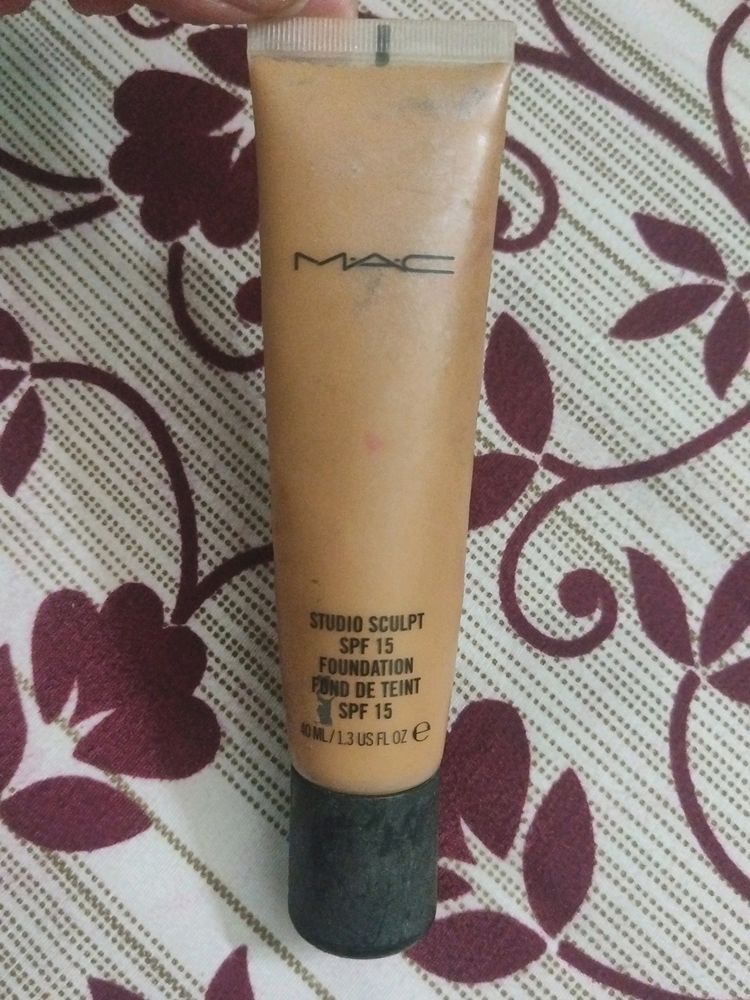 M·A·C
STUDIO SCULPT
SPF 15
FOUNDATION
FOND DE TEINT
SPF 15
40 ML / 1.3 US FL OZ e